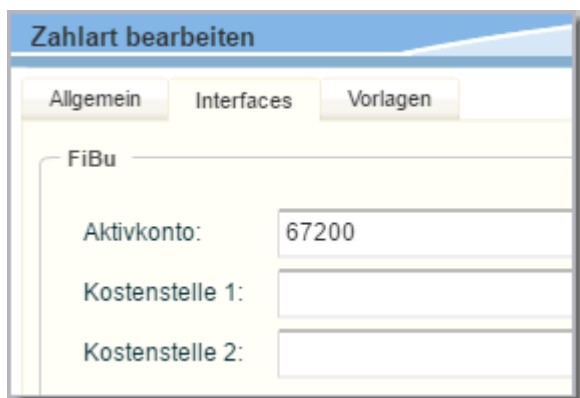 Zahlart bearbeiten
Allgemein Interfaces Vorlagen
FiBu
Aktivkonto: 67200
Kostenstelle 1:
Kostenstelle 2: